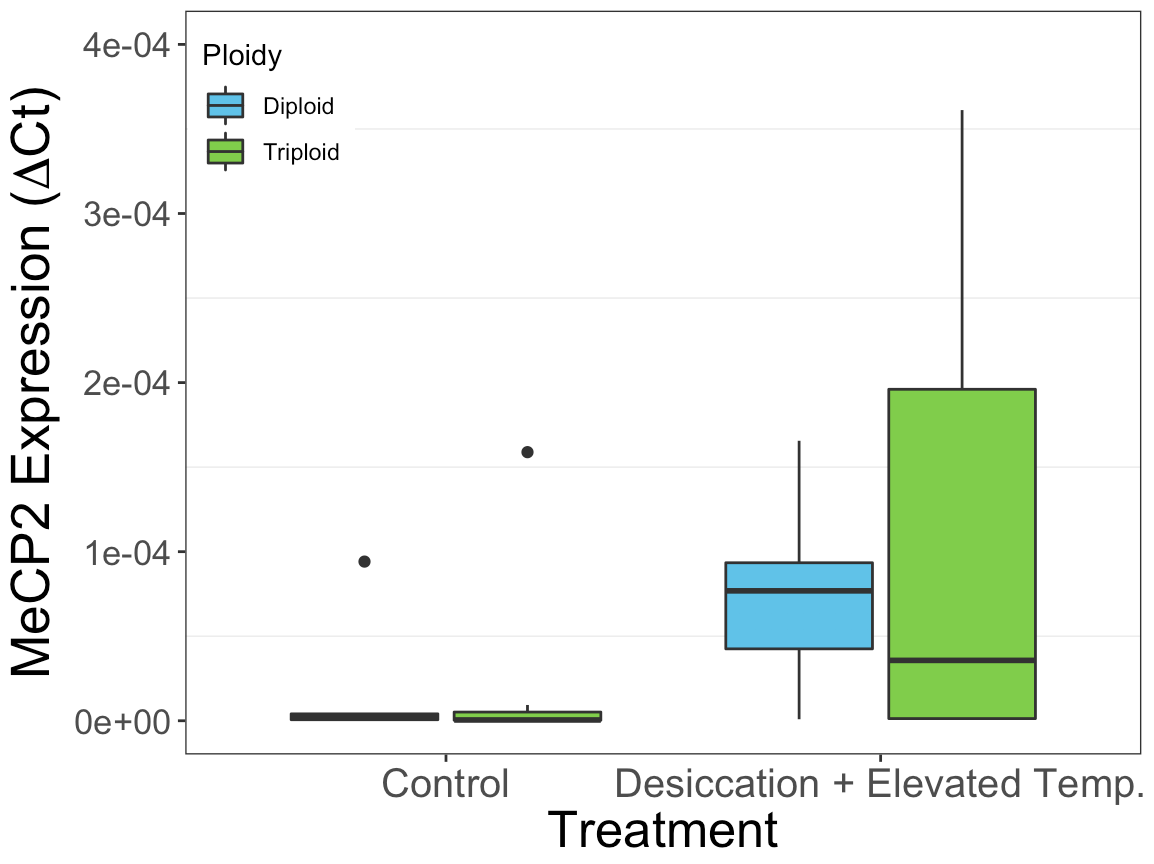 MeCP2 Expression (ΔCt)
4e-04
3e-04
2e-04
1e-04
0e+00
Ploidy
Diploid
Triploid
Control
Desiccation + Elevated Temp.
Treatment